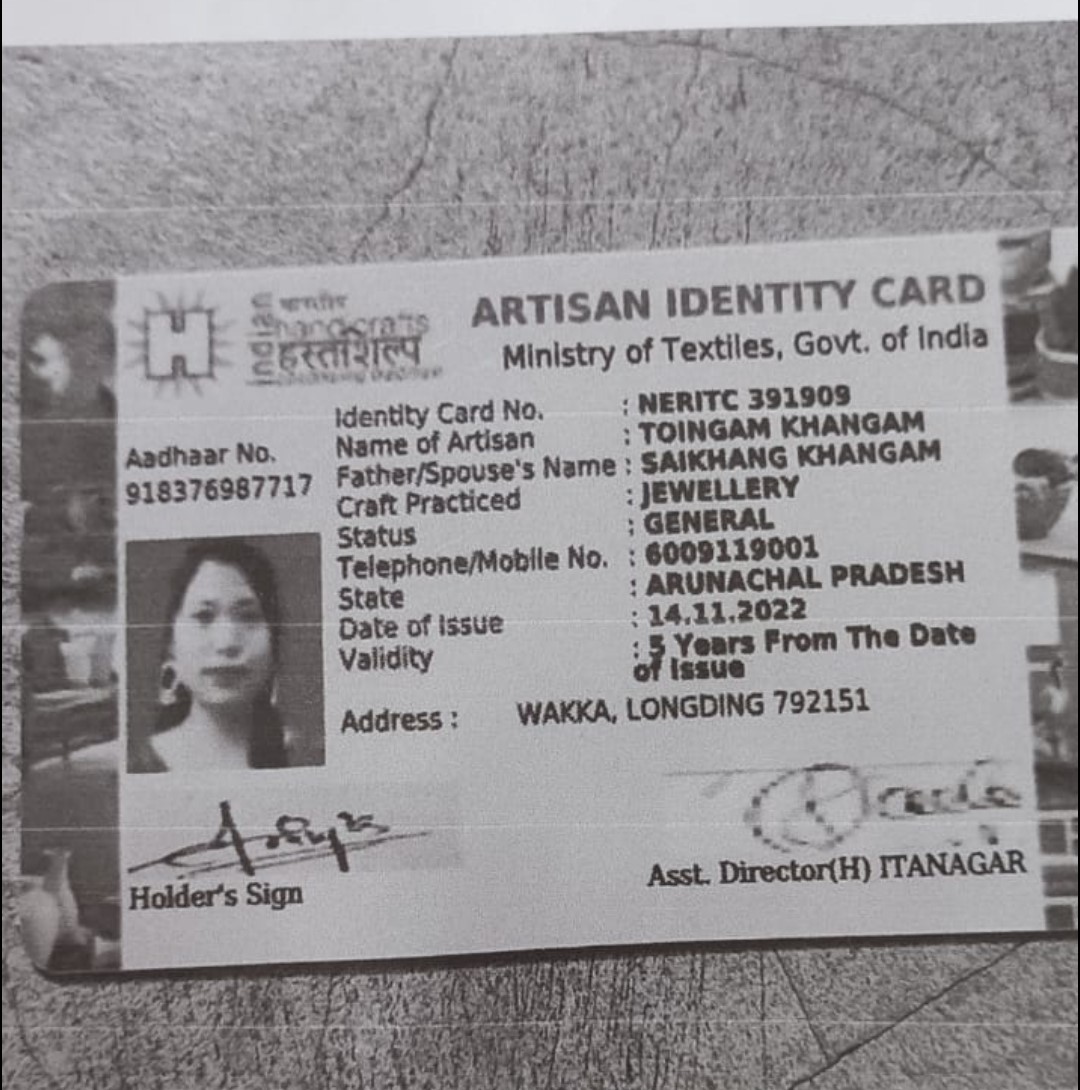 भारतीय
handicrafts
हस्तशिल्प
ARTISAN IDENTITY CARD
Ministry of Textiles, Govt. of India
Aadhaar No.
918376987717
Identity Card No. : NERITC 391909
Name of Artisan : TOINGAM KHANGAM
Father/Spouse's Name : SAIKHANG KHANGAM
Craft Practiced : JEWELLERY
Status : GENERAL
Telephone/Mobile No. : 6009119001
State : ARUNACHAL PRADESH
Date of Issue : 14.11.2022
Validity : 5 Years From The Date
of Issue
Address : WAKKA, LONGDING 792151
Holder's Sign
Asst. Director(H) ITANAGAR